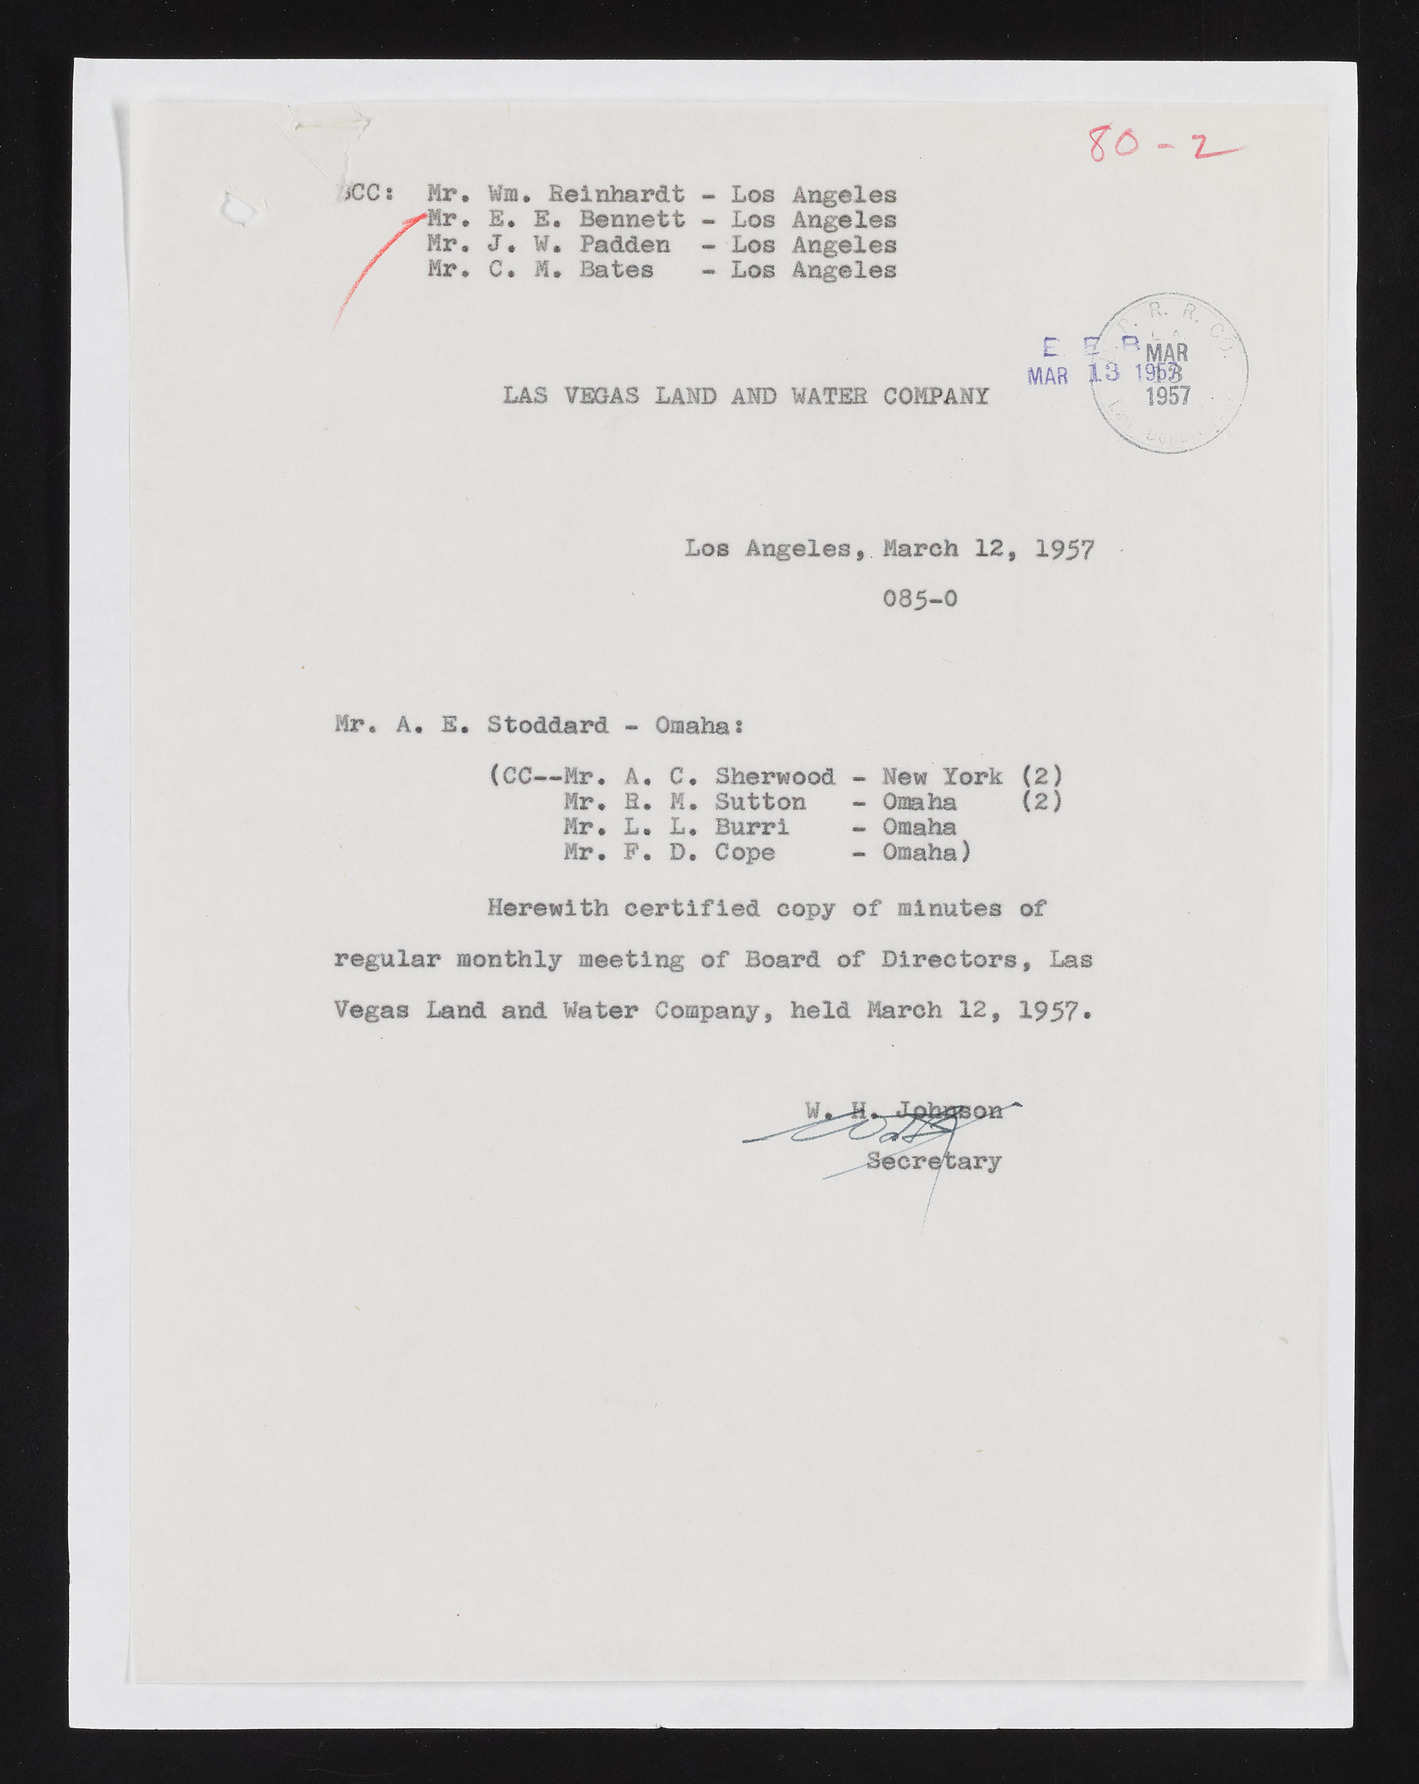 80-2
BCC: Mr. Wm. Reinhardt - Los Angeles
Mr. E. E. Bennett - Los Angeles
Mr. J. W. Padden - Los Angeles
Mr. C. M. Bates - Los Angeles
R. R. CO.
E. E. B.
MAR
MAR 13 1957
1957
LAS VEGAS LAND AND WATER COMPANY
Los Angeles, March 12, 1957
085-0
Mr. A. E. Stoddard - Omaha:
(CC--Mr. A. C. Sherwood - New York (2)
Mr. R. M. Sutton - Omaha (2)
Mr. L. L. Burri - Omaha
Mr. F. D. Cope - Omaha)
Herewith certified copy of minutes of
regular monthly meeting of Board of Directors, Las
Vegas Land and Water Company, held March 12, 1957.
W. H. Johnson
Secretary